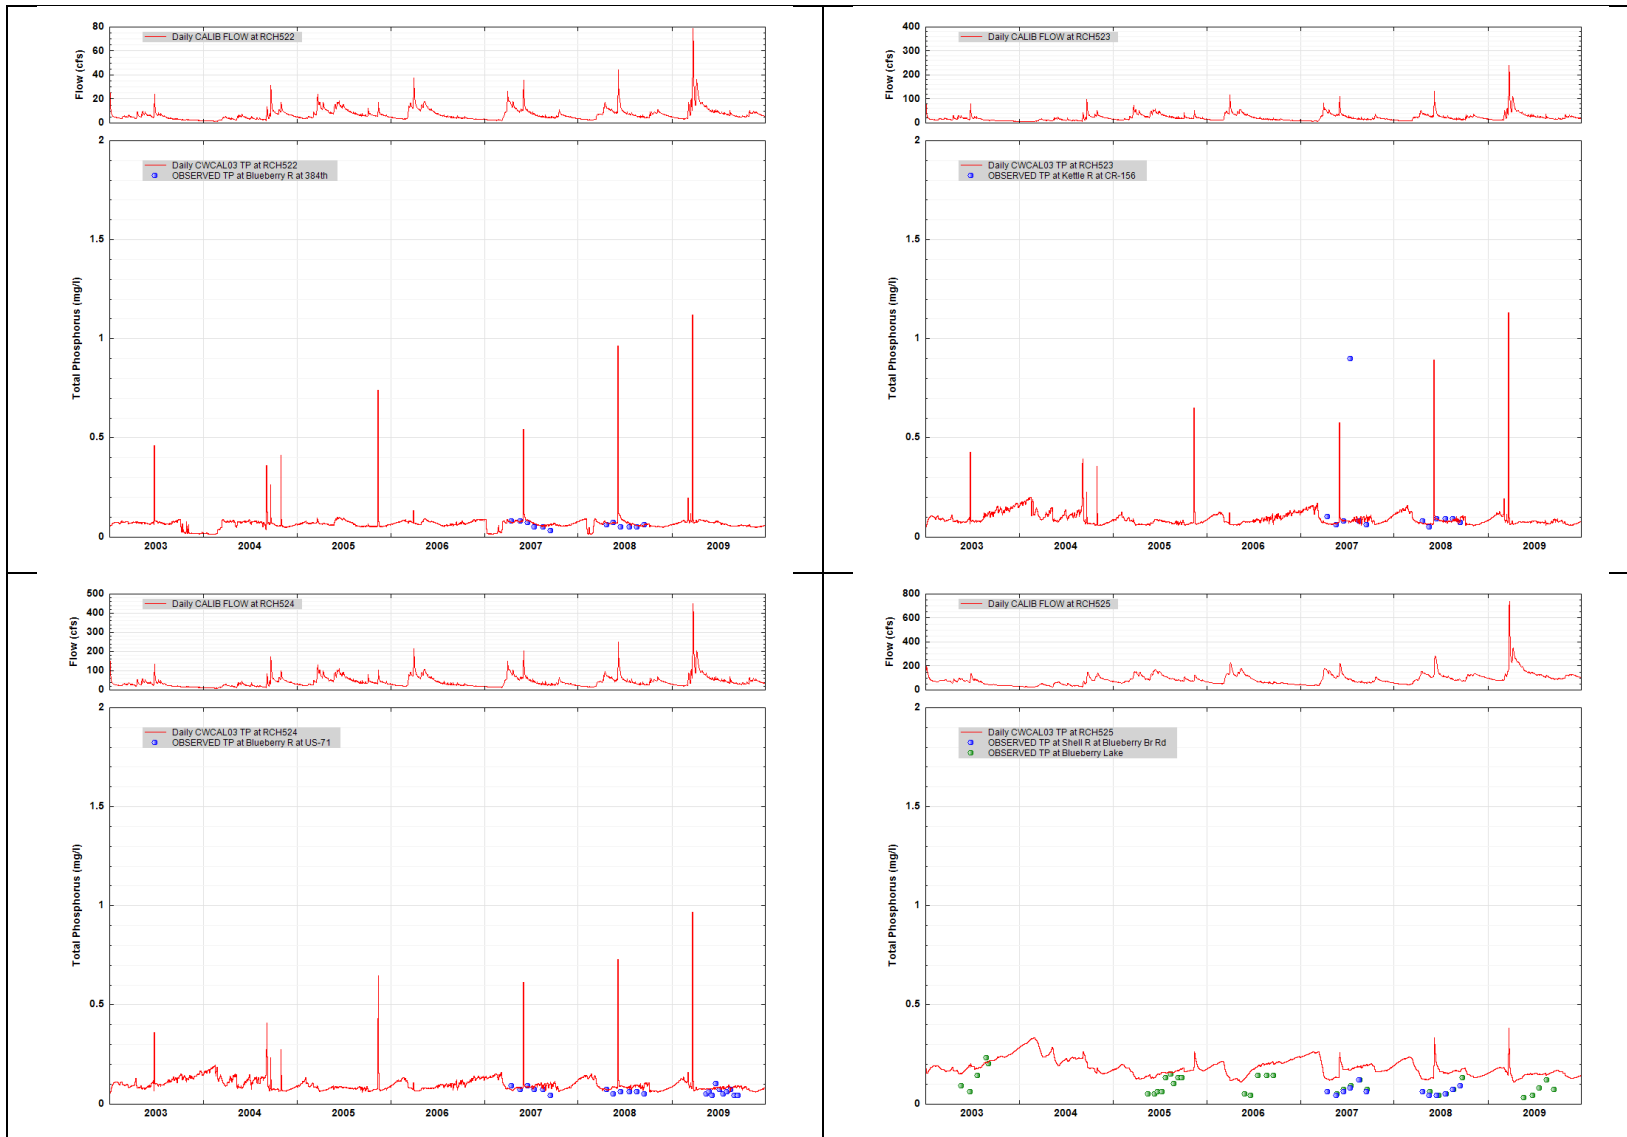 80
60
40
20
0
Flow (cfs)
Daily CALIB FLOW at RCH522
2
1.5
1
0.5
0
Total Phosphorus (mg/l)
Daily CWCAL03 TP at RCH522
OBSERVED TP at Blueberry R at 384th
2003 2004 2005 2006 2007 2008 2009
400
300
200
100
0
Flow (cfs)
Daily CALIB FLOW at RCH523
2
1.5
1
0.5
0
Total Phosphorus (mg/l)
Daily CWCAL03 TP at RCH523
OBSERVED TP at Kettle R at CR-156
2003 2004 2005 2006 2007 2008 2009
500
400
300
200
100
0
Flow (cfs)
Daily CALIB FLOW at RCH524
2
1.5
1
0.5
0
Total Phosphorus (mg/l)
Daily CWCAL03 TP at RCH524
OBSERVED TP at Blueberry R at US-71
2003 2004 2005 2006 2007 2008 2009
800
600
400
200
0
Flow (cfs)
Daily CALIB FLOW at RCH525
2
1.5
1
0.5
0
Total Phosphorus (mg/l)
Daily CWCAL03 TP at RCH525
OBSERVED TP at Shell R at Blueberry Br Rd
OBSERVED TP at Blueberry Lake
2003 2004 2005 2006 2007 2008 2009